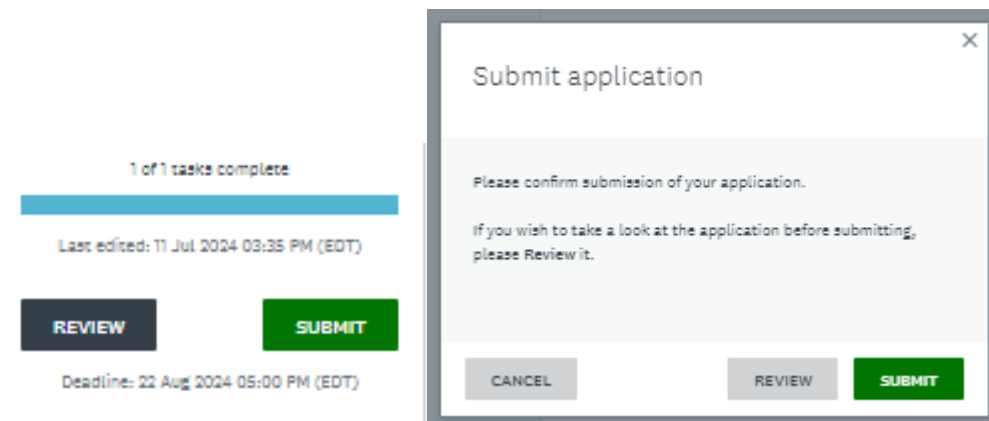 1 of 1 tasks complete
Last edited: 11 Jul 2024 03:35 PM (EDT)
REVIEW
SUBMIT
Deadline: 22 Aug 2024 05:00 PM (EDT)
×
Submit application
Please confirm submission of your application.
If you wish to take a look at the application before submitting,
please Review it.
CANCEL
REVIEW
SUBMIT